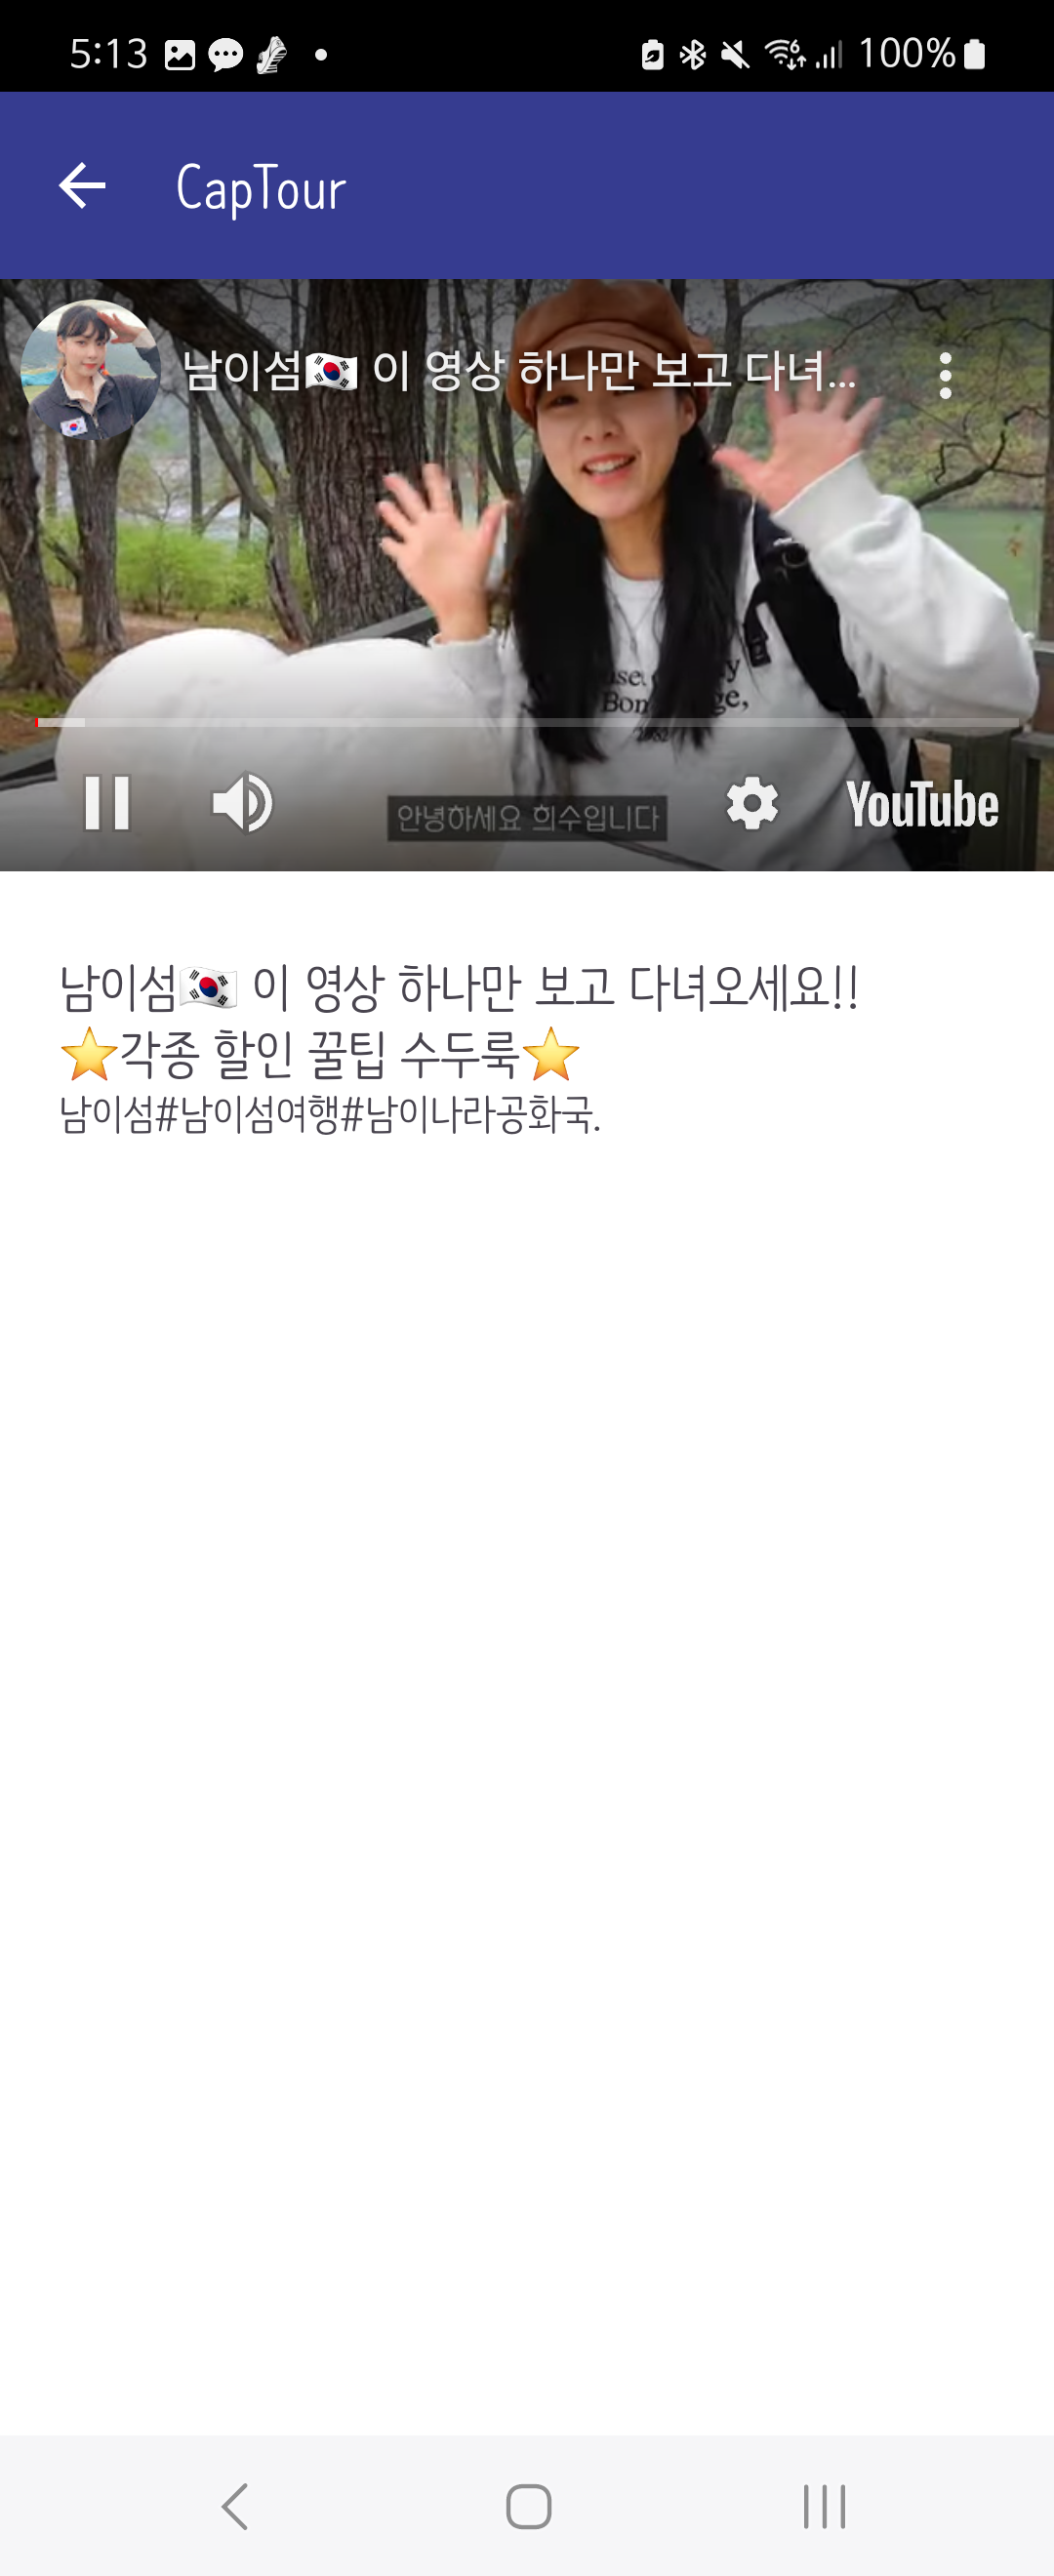 5:13
100%
CapTour
남이섬🇰🇷 이 영상 하나만 보고 다녀...
안녕하세요 희수입니다
YouTube
남이섬🇰🇷 이 영상 하나만 보고 다녀오세요!!
⭐각종 할인 꿀팁 수두룩⭐
남이섬#남이섬여행#남이나라공화국.